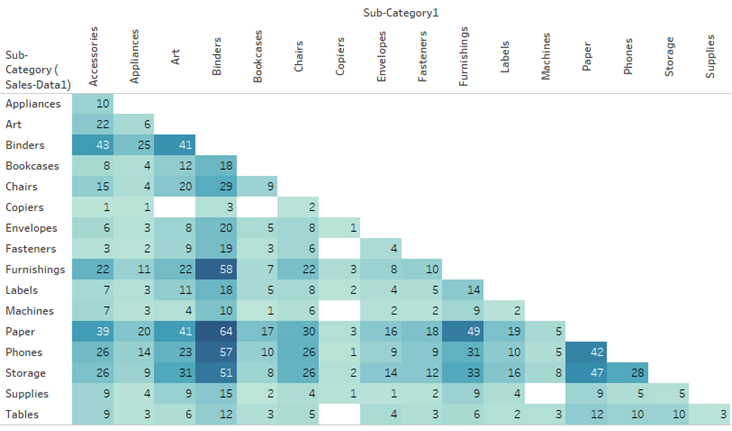 Sub-Category1
Sub-
Category (
Sales-Data1)
Accessories Appliances Art Binders Bookcases Chairs Copiers Envelopes Fasteners Furnishings Labels Machines Paper Phones Storage Supplies
Appliances 10
Art 22 6
Binders 43 25 41
Bookcases 8 4 12 18
Chairs 15 4 20 29 9
Copiers 1 1 3 2
Envelopes 6 3 8 20 5 8 1
Fasteners 3 2 9 19 3 6 4
Furnishings 22 11 22 58 7 22 3 8 10
Labels 7 3 11 18 5 8 2 4 5 14
Machines 7 3 4 10 1 6 2 2 9 2
Paper 39 20 41 64 17 30 3 16 18 49 19 5
Phones 26 14 23 57 10 26 1 9 9 31 10 5 42
Storage 26 9 31 51 8 26 2 14 12 33 16 8 47 28
Supplies 9 4 9 15 2 4 1 1 2 9 4 9 5 5
Tables 9 3 6 12 3 5 4 3 6 2 3 12 10 10 3